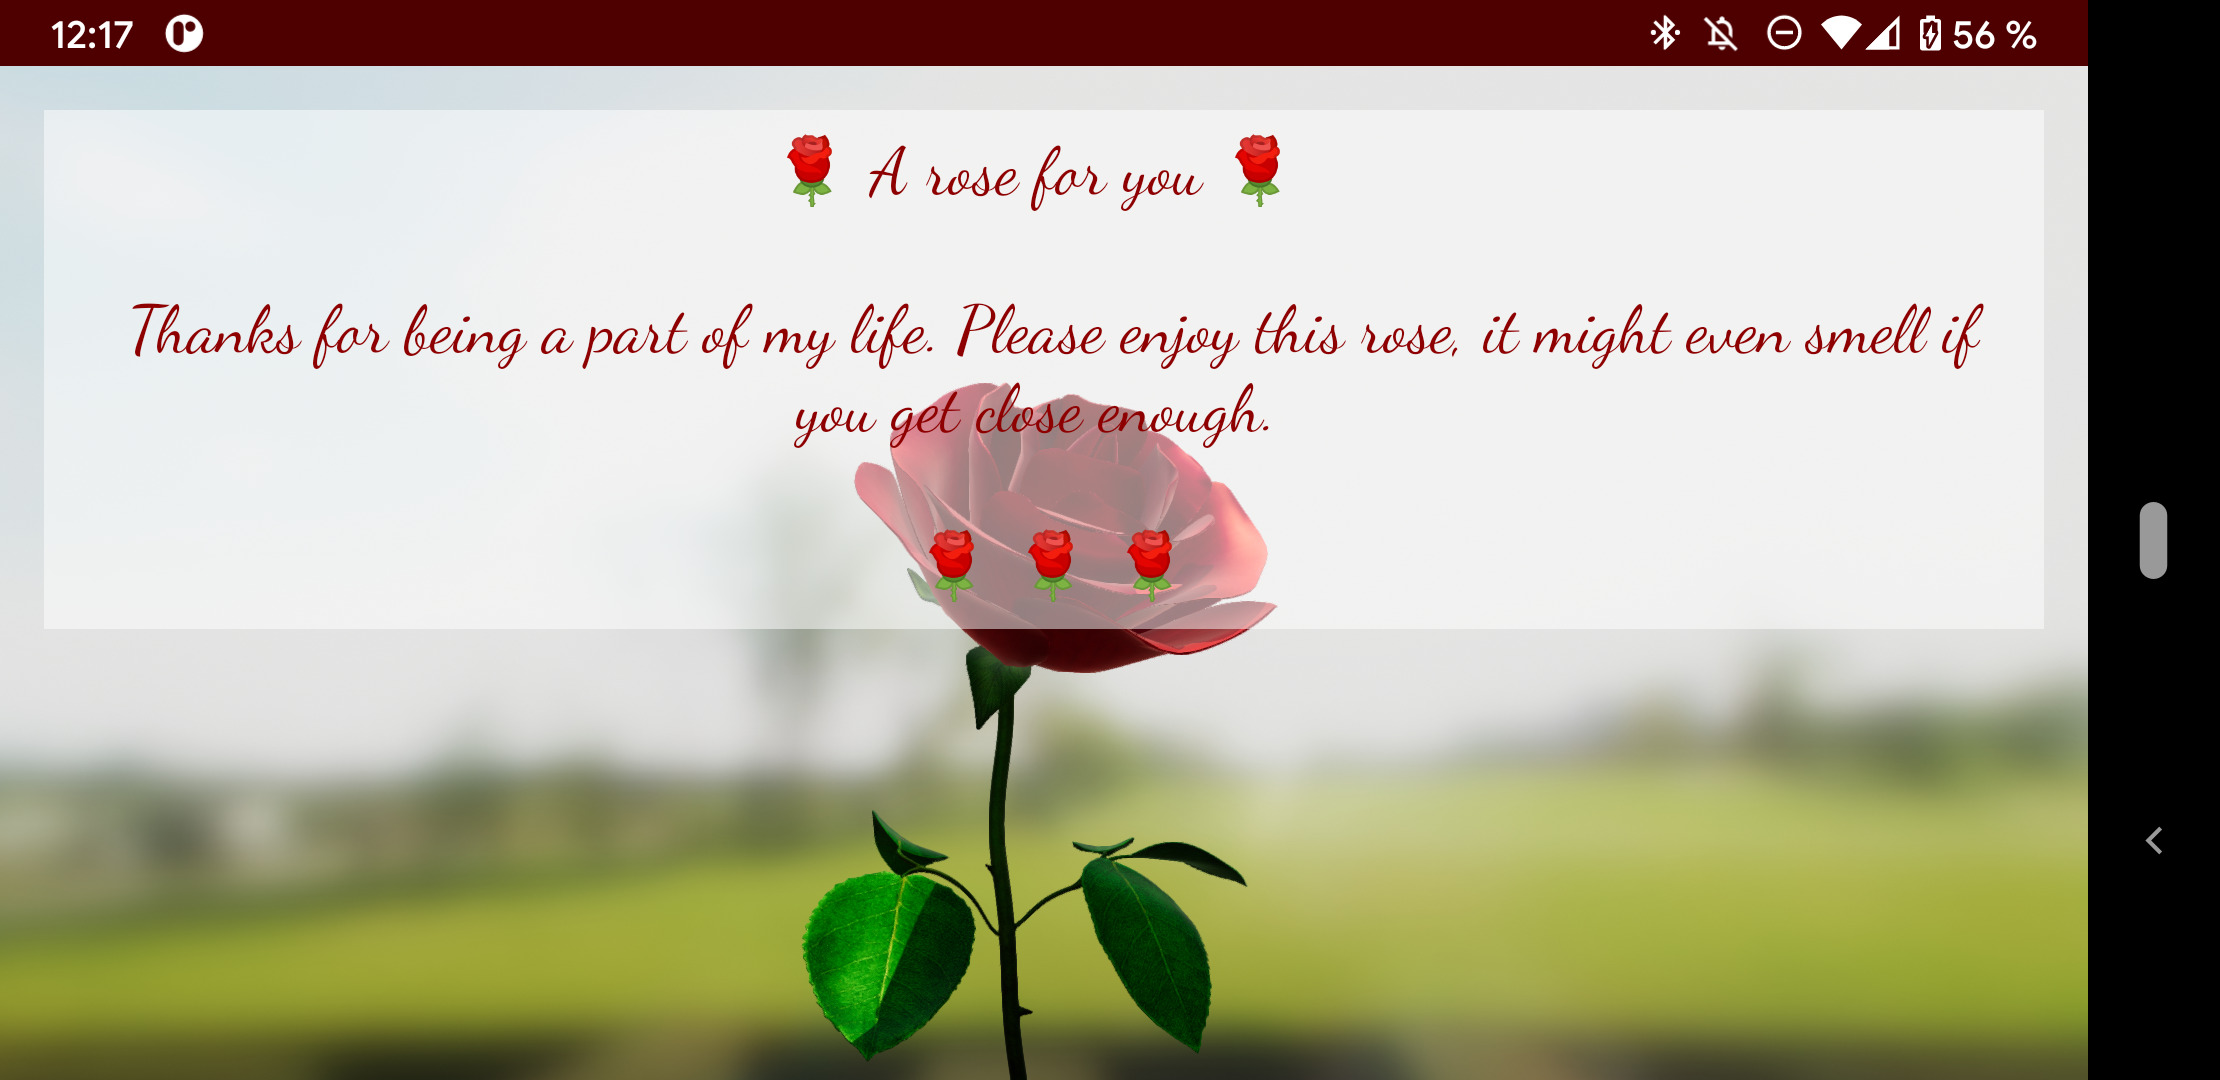 12:17
56 %
🌹 A rose for you 🌹
Thanks for being a part of my life. Please enjoy this rose, it might even smell if
you get close enough.
🌹 🌹 🌹